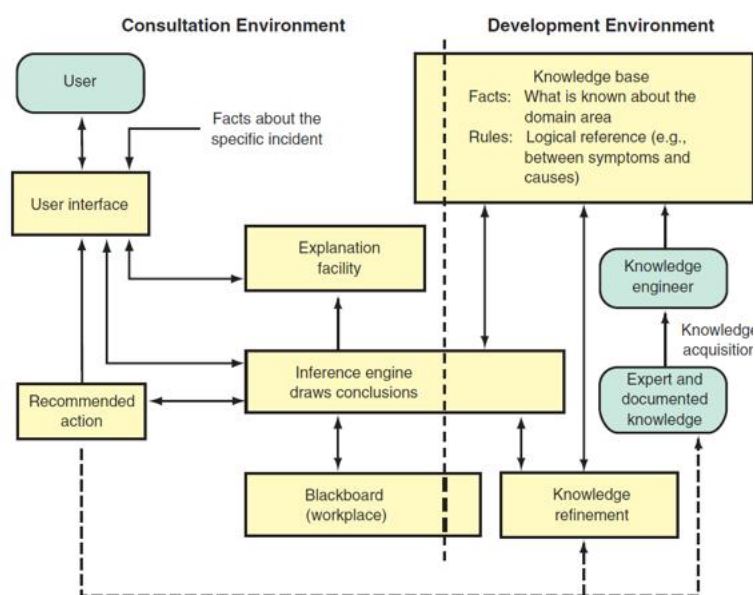 Consultation Environment
Development Environment
User
Facts about the
specific incident
User interface
Explanation
facility
Inference engine
draws conclusions
Recommended
action
Blackboard
(workplace)
Knowledge base
Facts: What is known about the
domain area
Rules: Logical reference (e.g.,
between symptoms and
causes)
Knowledge
engineer
Knowledge
acquisition
Expert and
documented
knowledge
Knowledge
refinement